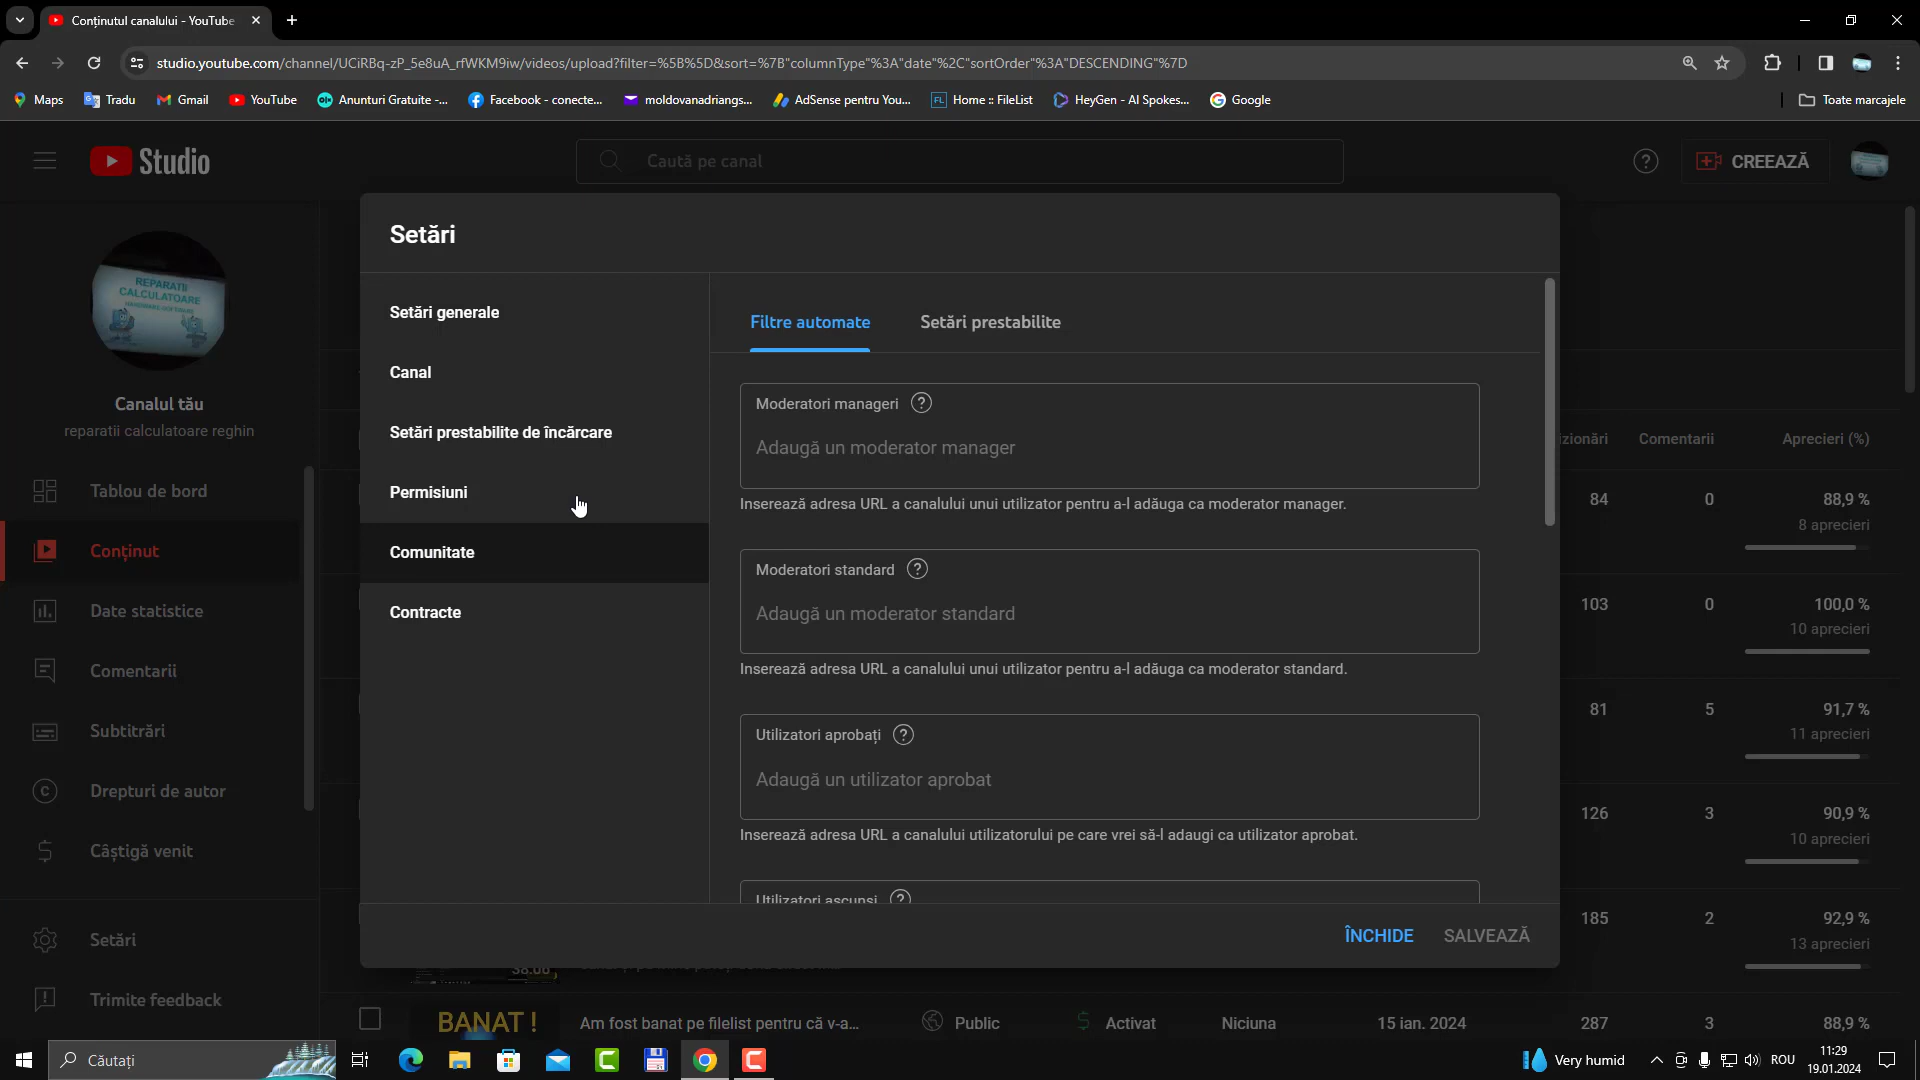 Conținutul canalului - YouTube
studio.youtube.com/channel/UCiRBq-zP_5e8uA_rfWKM9iw/videos/upload?filter=%5B%5D&sort=%7B"columnType"%3A"date"%2C"sortOrder"%3A"DESCENDING"%7D
Maps
Tradu
Gmail
YouTube
Anunturi Gratuite -...
Facebook - conecte...
moldovanadriangs...
AdSense pentru You...
Home :: FileList
HeyGen - AI Spokes...
Google
Toate marcajele
Studio
Caută pe canal
CREEAZĂ
REPARATII
CALCULATOARE
HARDWARE-SOFTWARE
Canalul tău
reparatii calculatoare reghin
Tablou de bord
Conținut
Date statistice
Comentarii
Subtitrări
Drepturi de autor
Câștigă venit
Setări
Trimite feedback
Setări
Setări generale
Canal
Setări prestabilite de încărcare
Permisiuni
Comunitate
Contracte
Filtre automate
Setări prestabilite
Moderatori manageri
Adaugă un moderator manager
Inserează adresa URL a canalului unui utilizator pentru a-l adăuga ca moderator manager.
Moderatori standard
Adaugă un moderator standard
Inserează adresa URL a canalului unui utilizator pentru a-l adăuga ca moderator standard.
Utilizatori aprobați
Adaugă un utilizator aprobat
Inserează adresa URL a canalului utilizatorului pe care vrei să-l adaugi ca utilizator aprobat.
Utilizatori ascunși
ÎNCHIDE
SALVEAZĂ
zionări Comentarii Aprecieri (%)
84 0 88,9 %
8 aprecieri
103 0 100,0 %
10 aprecieri
81 5 91,7 %
11 aprecieri
126 3 90,9 %
10 aprecieri
185 2 92,9 %
13 aprecieri
BANAT !
Am fost banat pe filelist pentru că v-a...
Public
Activat
Niciuna
15 ian. 2024
287 3 88,9 %
Căutați
Very humid
ROU
11:29
19.01.2024